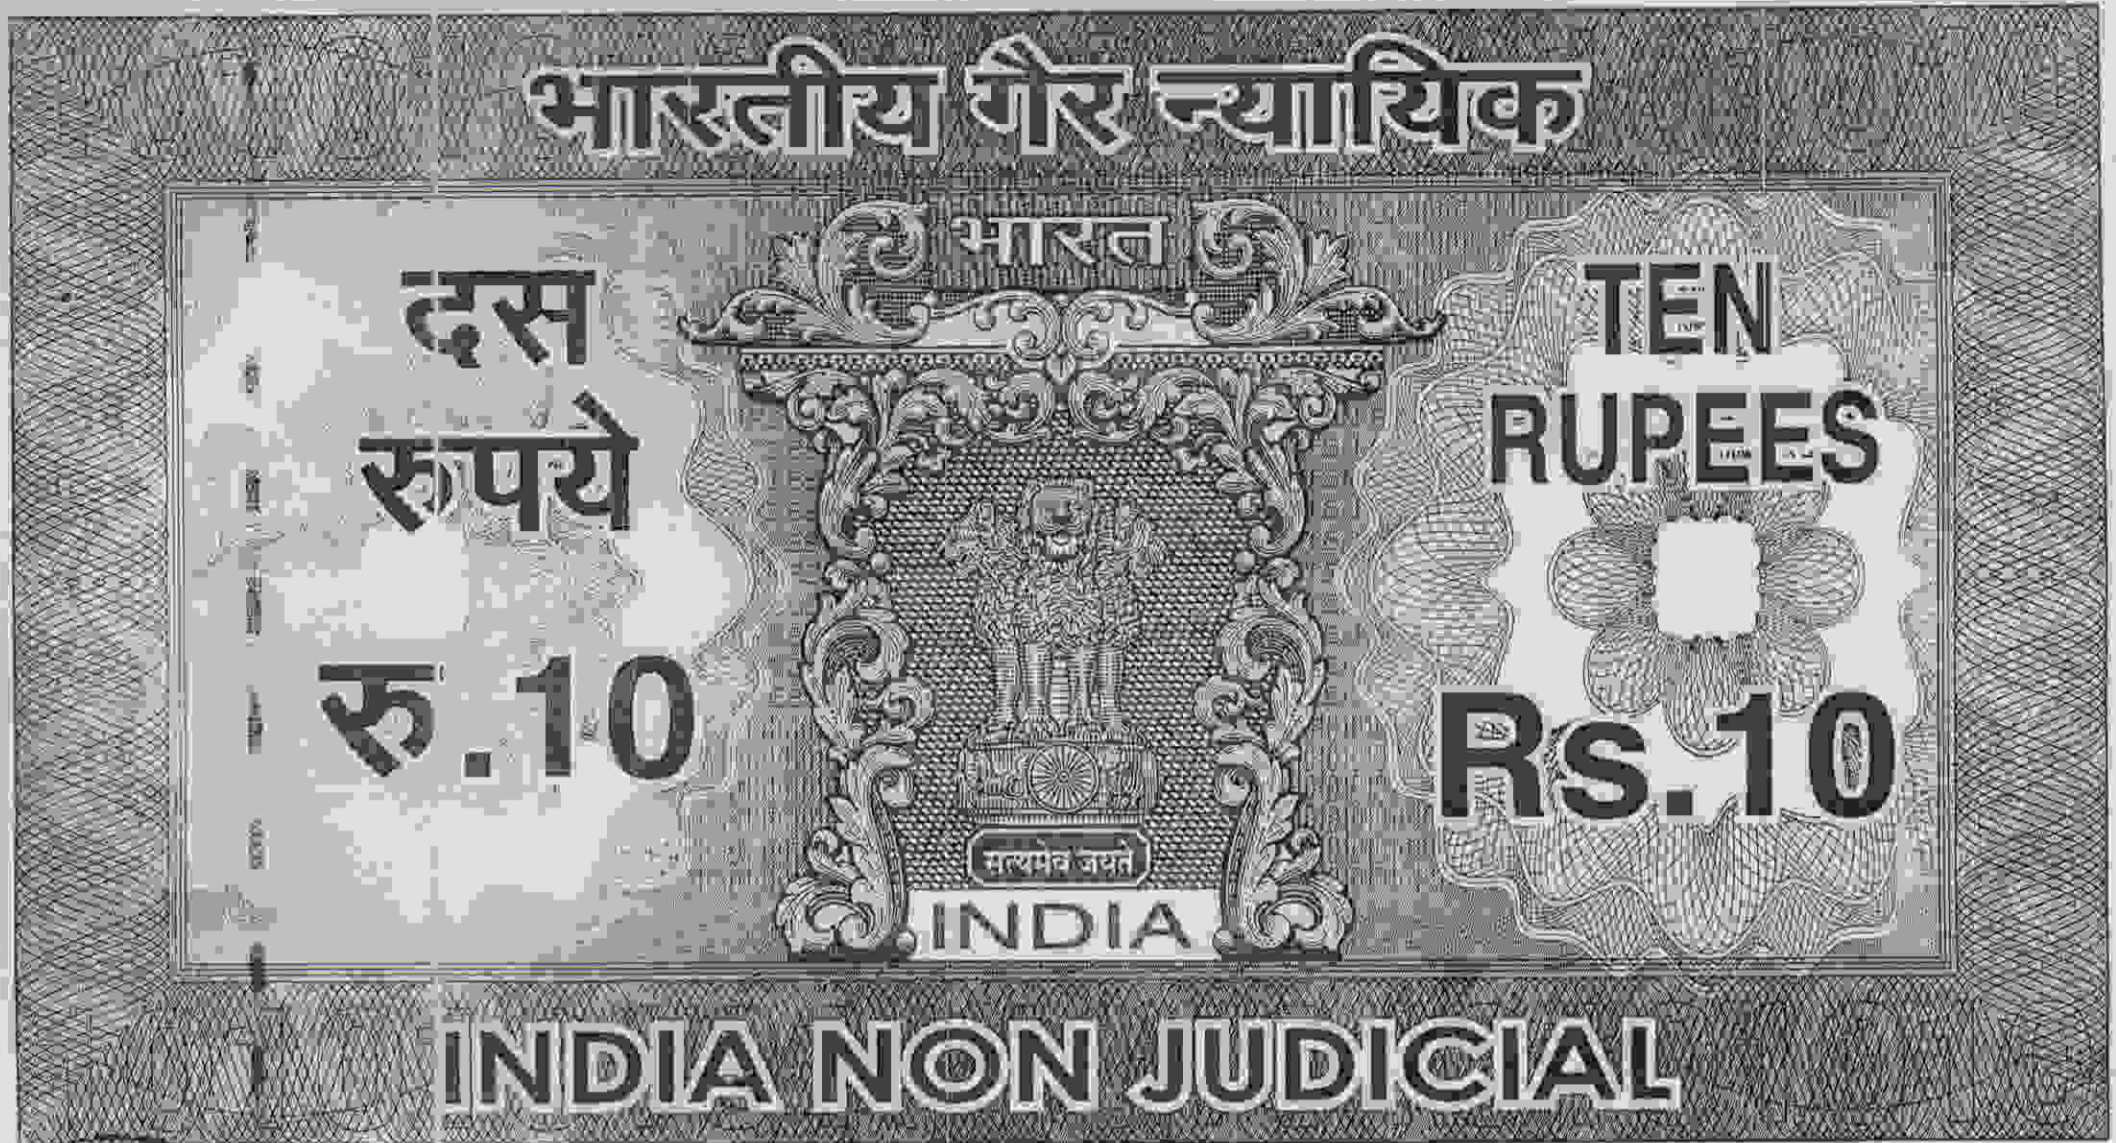 भारतीय गैर न्यायिक
भारत
दस
रुपये
रु.10
TEN
RUPEES
Rs.10
सत्यमेव जयते
INDIA
INDIA NON JUDICIAL